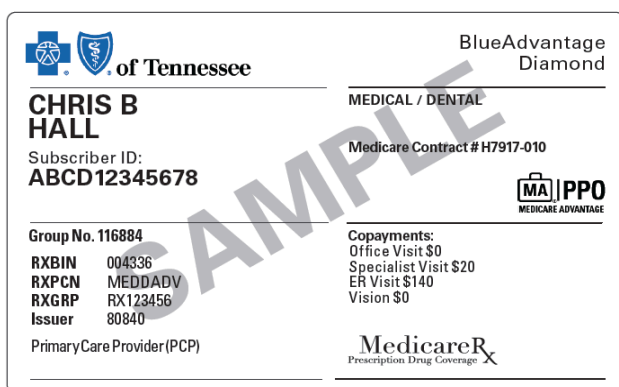 of Tennessee
BlueAdvantage
Diamond
CHRIS B
HALL
Subscriber ID:
ABCD12345678
MEDICAL / DENTAL
Medicare Contract # H7917-010
MA PPO
MEDICARE ADVANTAGE
SAMPLE
Group No. 116884
RXBIN 004336
RXPCN MEDDADV
RXGRP RX123456
Issuer 80840
Primary Care Provider (PCP)
Copayments:
Office Visit $0
Specialist Visit $20
ER Visit $140
Vision $0
MedicareRx
Prescription Drug Coverage